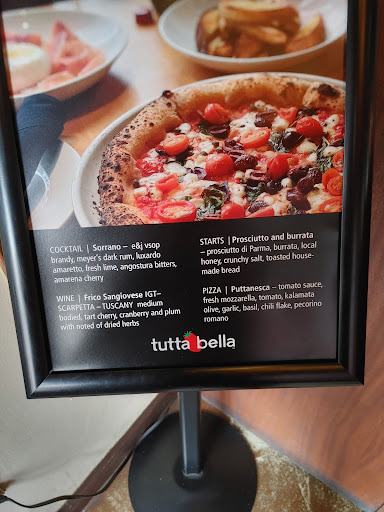 COCKTAIL | Sorrano – e&j vsop
brandy, meyer's dark rum, luxardo
amaretto, fresh lime, angostura bitters,
amarena cherry
WINE | Frico Sangiovese IGT–
SCARPETTA – TUSCANY medium
bodied, tart cherry, cranberry and plum
with noted of dried herbs
STARTS | Prosciutto and burrata
– prosciutto di Parma, burrata, local
honey, crunchy salt, toasted house-
made bread
PIZZA | Puttanesca – tomato sauce,
fresh mozzarella, tomato, kalamata
olive, garlic, basil, chili flake, pecorino
romano
tutta bella